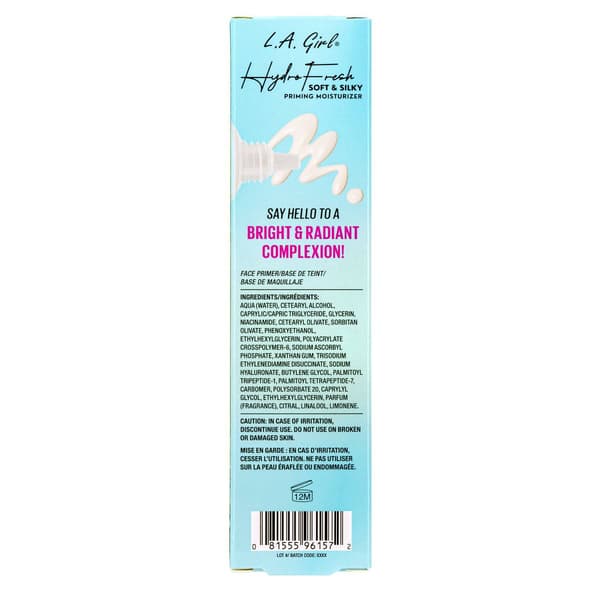 L.A. Girl®
HydroFresh
SOFT & SILKY
PRIMING MOISTURIZER
SAY HELLO TO A
BRIGHT & RADIANT
COMPLEXION!
FACE PRIMER/BASE DE TEINT/
BASE DE MAQUILLAJE
INGREDIENTS/INGRÉDIENTS:
AQUA (WATER), CETEARYL ALCOHOL,
CAPRYLIC/CAPRIC TRIGLYCERIDE, GLYCERIN,
NIACINAMIDE, CETEARYL OLIVATE, SORBITAN
OLIVATE, PHENOXYETHANOL,
ETHYLHEXYLGLYCERIN, POLYACRYLATE
CROSSPOLYMER-6, SODIUM ASCORBYL
PHOSPHATE, XANTHAN GUM, TRISODIUM
ETHYLENEDIAMINE DISUCCINATE, SODIUM
HYALURONATE, BUTYLENE GLYCOL, PALMITOYL
TRIPEPTIDE-1, PALMITOYL TETRAPEPTIDE-7,
CARBOMER, POLYSORBATE 20, CAPRYLYL
GLYCOL, ETHYLHEXYLGLYCERIN, PARFUM
(FRAGRANCE), CITRAL, LINALOOL, LIMONENE.
CAUTION: IN CASE OF IRRITATION,
DISCONTINUE USE. DO NOT USE ON BROKEN
OR DAMAGED SKIN.
MISE EN GARDE : EN CAS D'IRRITATION,
CESSER L'UTILISATION. NE PAS UTILISER
SUR LA PEAU ÉRAFLÉE OU ENDOMMAGÉE.
12M
0 81555 96157 2
LOT #/ BATCH CODE: XXXX